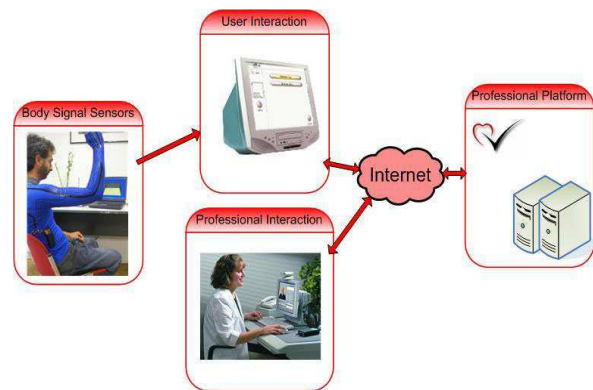 User Interaction
Body Signal Sensors
Professional Platform
Internet
Professional Interaction